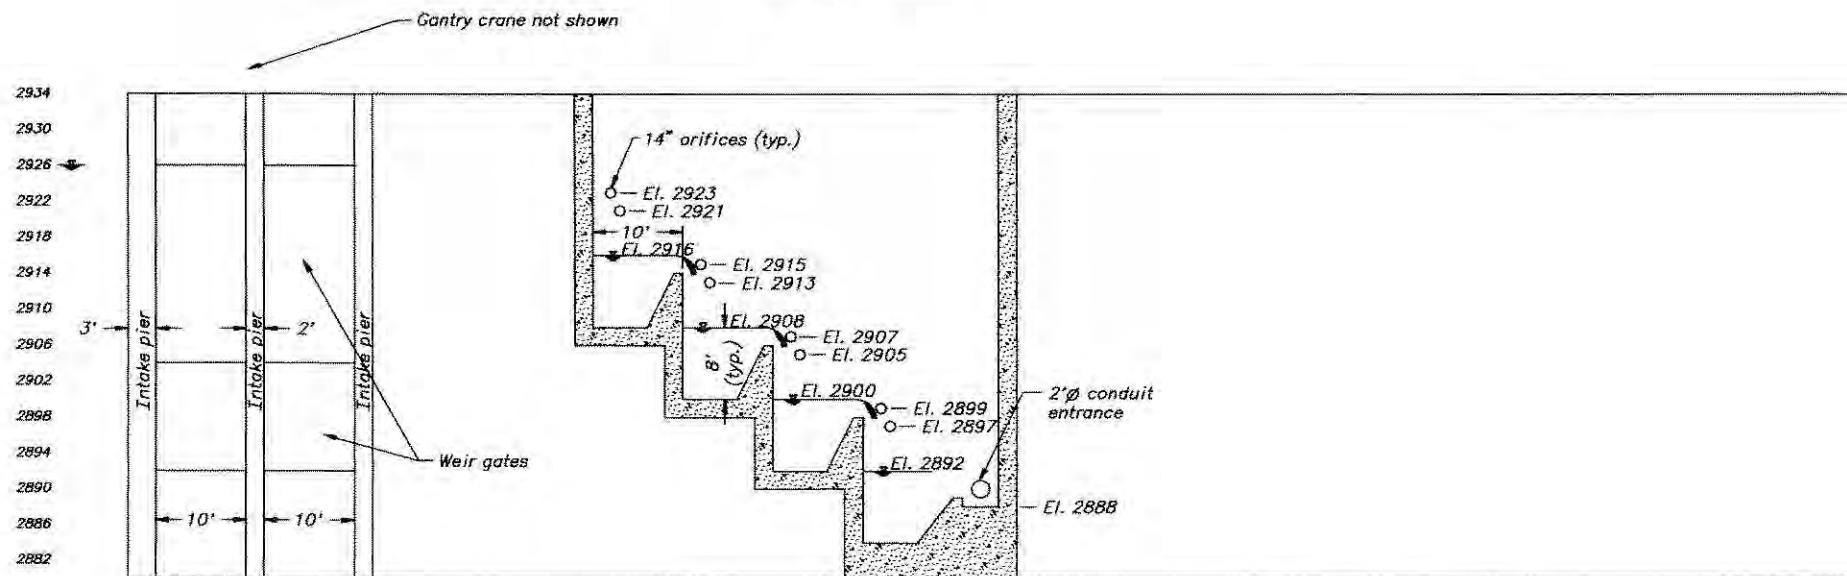 Gantry crane not shown
2934
2930
2926
2922
2918
2914
2910
2906
2902
2898
2894
2890
2886
2882
3'
Intake pier
Intake pier
2'
Intake pier
10'
10'
Weir gates
14" orifices (typ.)
El. 2923
El. 2921
10'
El. 2916
El. 2915
El. 2913
El. 2908
El. 2907
El. 2905
8'
(typ.)
El. 2900
El. 2899
El. 2897
El. 2892
2'ø conduit
entrance
El. 2888